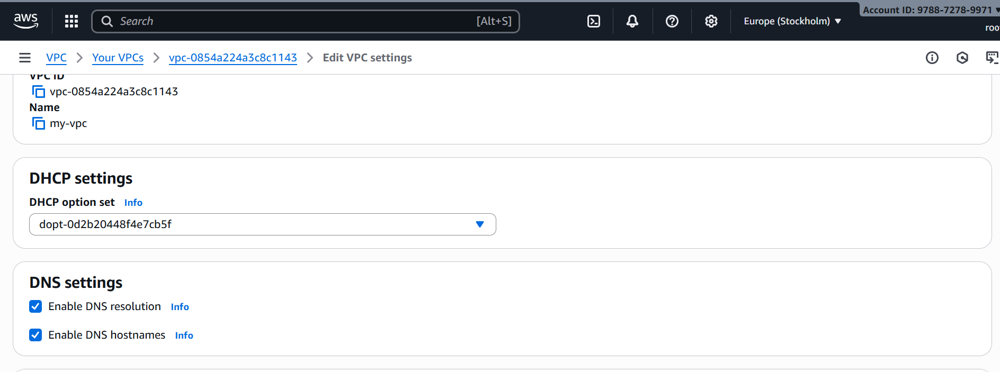 aws
Search
[Alt+S]
Europe (Stockholm)
Account ID: 9788-7278-9971
VPC
Your VPCs
vpc-0854a224a3c8c1143
Edit VPC settings
VPC ID
vpc-0854a224a3c8c1143
Name
my-vpc
DHCP settings
DHCP option set Info
dopt-0d2b20448f4e7cb5f
DNS settings
Enable DNS resolution Info
Enable DNS hostnames Info